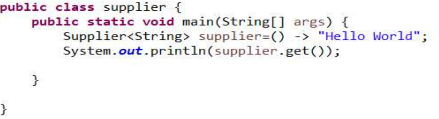 public class supplier {
    public static void main(String[] args) {
        Supplier<String> supplier=() -> "Hello World";
        System.out.println(supplier.get());

    }

}